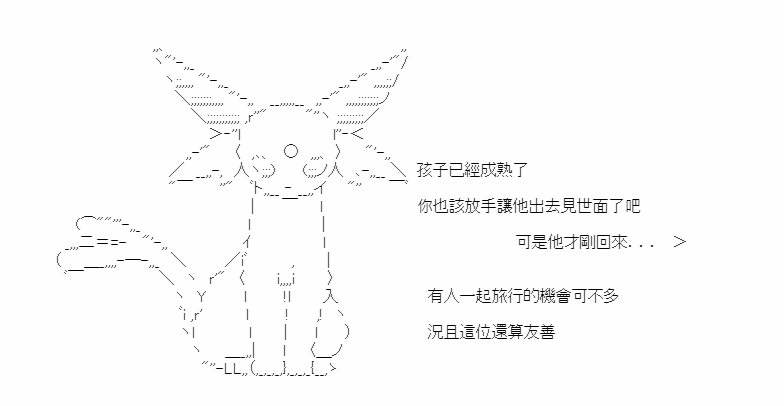 孩子已經成熟了
你也該放手讓他出去見世面了吧
可是他才剛回來... ＞
有人一起旅行的機會可不多
況且這位還算友善